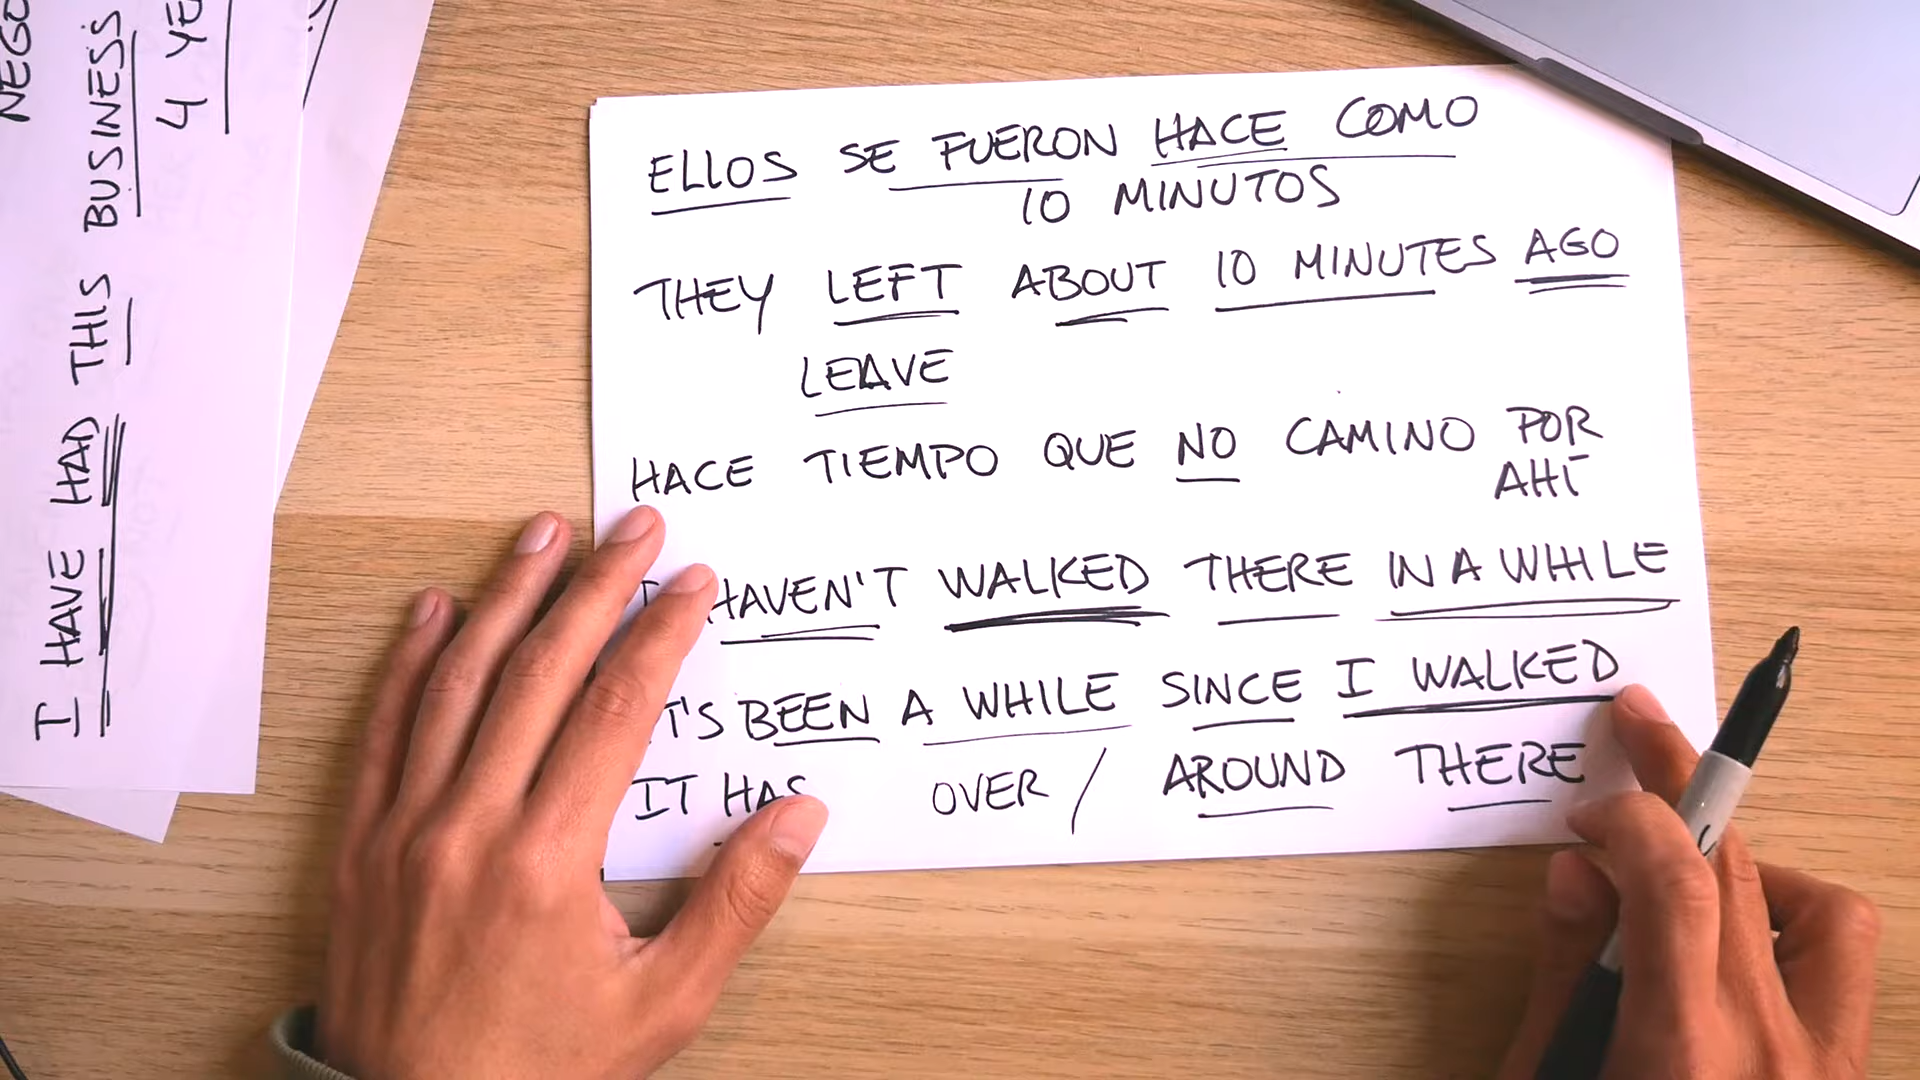 NEGO
I HAVE HAD THIS BUSINESS
4 YE
ELLOS SE FUERON HACE COMO
10 MINUTOS
THEY LEFT ABOUT 10 MINUTES AGO
LEAVE
HACE TIEMPO QUE NO CAMINO POR
AHÍ
I HAVEN'T WALKED THERE IN A WHILE
T'S BEEN A WHILE SINCE I WALKED
IT HAS OVER / AROUND THERE